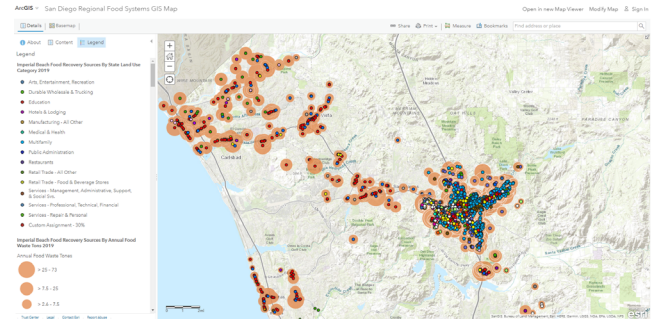 ArcGIS
San Diego Regional Food Systems GIS Map
Open in new Map Viewer
Modify Map
Sign In
Details
Basemap
Share
Print
Measure
Bookmarks
Find address or place
About
Content
Legend
Legend
Imperial Beach Food Recovery Sources By State Land Use
Category 2019
Arts, Entertainment, Recreation
Durable Wholesale & Trucking
Education
Hotels & Lodging
Manufacturing - All Other
Medical & Health
Multifamily
Public Administration
Restaurants
Retail Trade - All Other
Retail Trade - Food & Beverage Stores
Services - Management, Administrative, Support,
& Social Svc.
Services - Professional, Technical, Financial
Services - Repair & Personal
Custom Assignment - 30%
Imperial Beach Food Recovery Sources By Annual Food
Waste Tons 2019
Annual Food Waste Tones
> 25 - 72
> 7.5 - 25
> 2.6 - 7.5
Carlsbad
PARADISE CANYON
esri